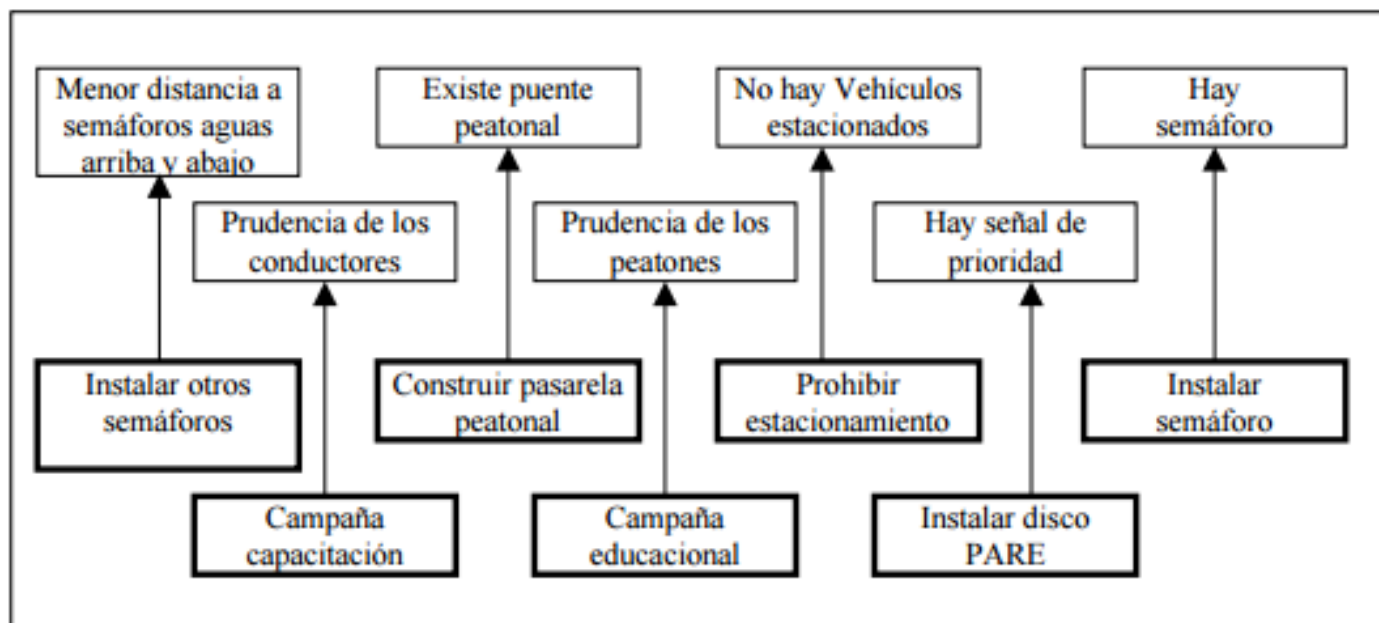 Menor distancia a
semáforos aguas
arriba y abajo
Existe puente
peatonal
No hay Vehículos
estacionados
Hay
semáforo
Prudencia de los
conductores
Prudencia de los
peatones
Hay señal de
prioridad
Instalar otros
semáforos
Construir pasarela
peatonal
Prohibir
estacionamiento
Instalar
semáforo
Campaña
capacitación
Campaña
educacional
Instalar disco
PARE